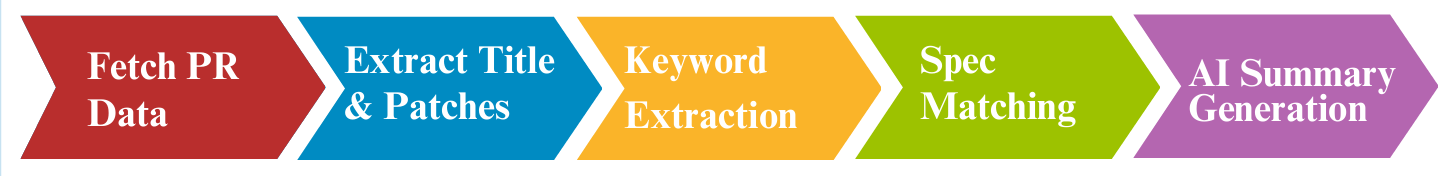 Fetch PR
Data
Extract Title
& Patches
Keyword
Extraction
Spec
Matching
AI Summary
Generation